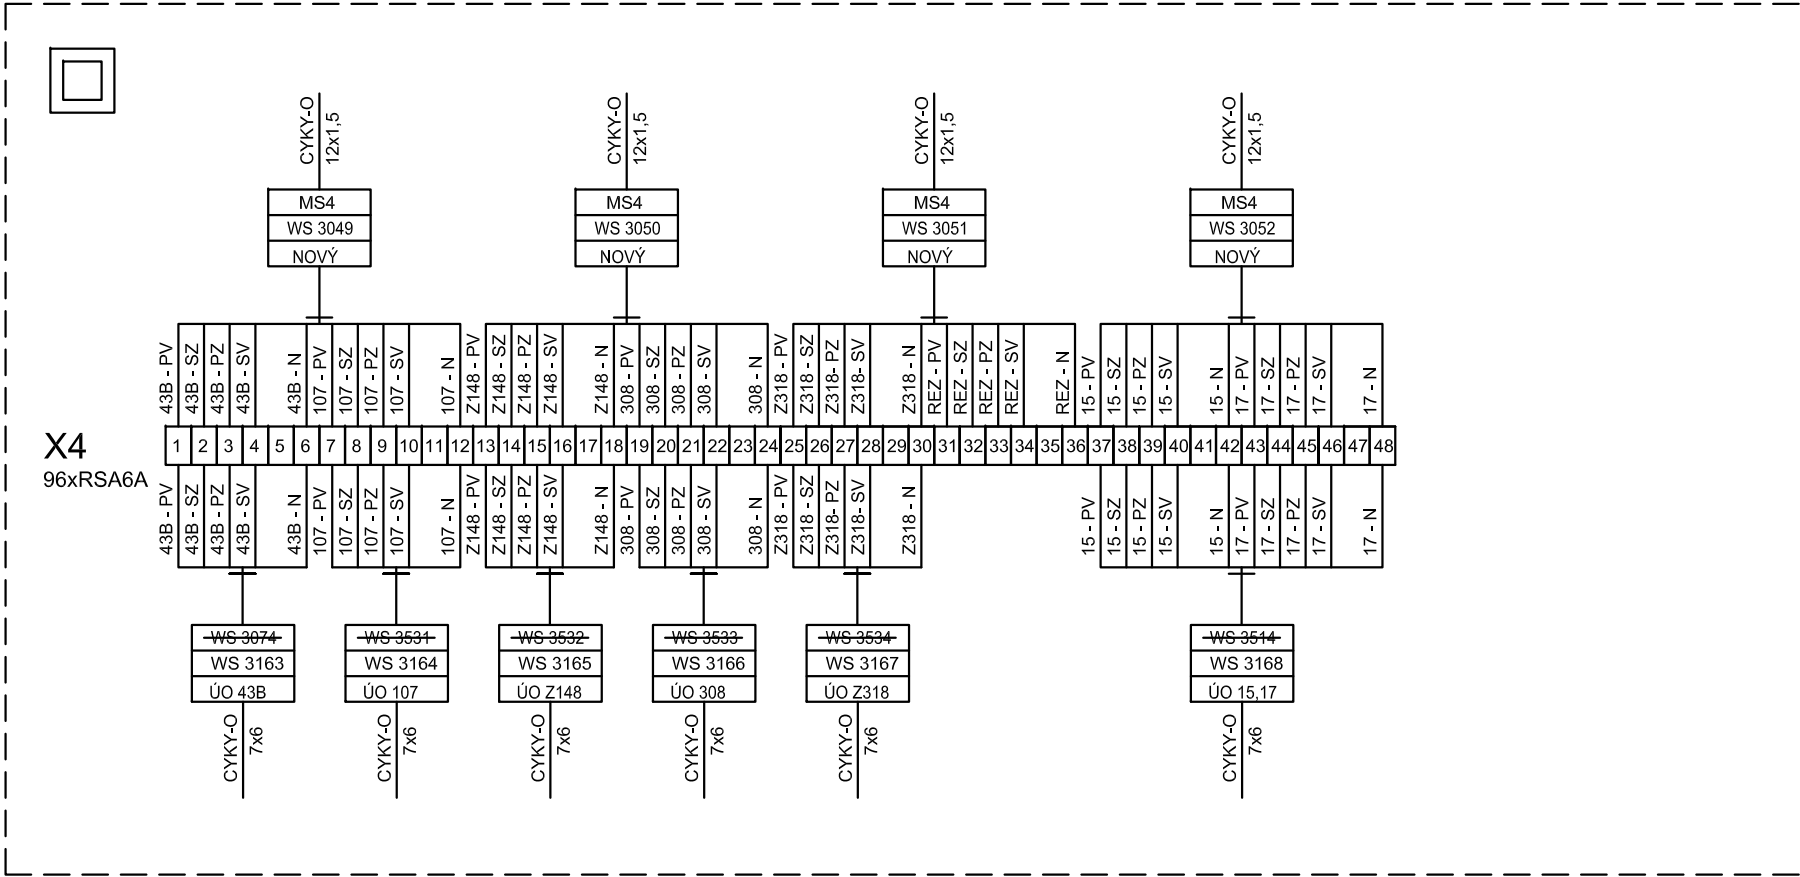 CYKY-O
12x1,5
CYKY-O
12x1,5
CYKY-O
12x1,5
CYKY-O
12x1,5
MS4
WS 3049
NOVÝ
MS4
WS 3050
NOVÝ
MS4
WS 3051
NOVÝ
MS4
WS 3052
NOVÝ
43B - PV
43B - SZ
43B - PZ
43B - SV
43B - N
107 - PV
107 - SZ
107 - PZ
107 - SV
107 - N
Z148 - PV
Z148 - SZ
Z148 - PZ
Z148 - SV
Z148 - N
308 - PV
308 - SZ
308 - PZ
308 - SV
308 - N
Z318 - PV
Z318 - SZ
Z318- PZ
Z318- SV
Z318 - N
REZ - PV
REZ - SZ
REZ - PZ
REZ - SV
REZ - N
15 - PV
15 - SZ
15 - PZ
15 - SV
15 - N
17 - PV
17 - SZ
17 - PZ
17 - SV
17 - N
X4
96xRSA6A
1 2 3 4 5 6 7 8 9 10 11 12 13 14 15 16 17 18 19 20 21 22 23 24 25 26 27 28 29 30 31 32 33 34 35 36 37 38 39 40 41 42 43 44 45 46 47 48
43B - PV
43B - SZ
43B - PZ
43B - SV
43B - N
107 - PV
107 - SZ
107 - PZ
107 - SV
107 - N
Z148 - PV
Z148 - SZ
Z148 - PZ
Z148 - SV
Z148 - N
308 - PV
308 - SZ
308 - PZ
308 - SV
308 - N
Z318 - PV
Z318 - SZ
Z318- PZ
Z318- SV
Z318 - N
15 - PV
15 - SZ
15 - PZ
15 - SV
15 - N
17 - PV
17 - SZ
17 - PZ
17 - SV
17 - N
WS 3074
WS 3163
ÚO 43B
WS 3531
WS 3164
ÚO 107
WS 3532
WS 3165
ÚO Z148
WS 3533
WS 3166
ÚO 308
WS 3534
WS 3167
ÚO Z318
WS 3514
WS 3168
ÚO 15,17
CYKY-O
7x6
CYKY-O
7x6
CYKY-O
7x6
CYKY-O
7x6
CYKY-O
7x6
CYKY-O
7x6